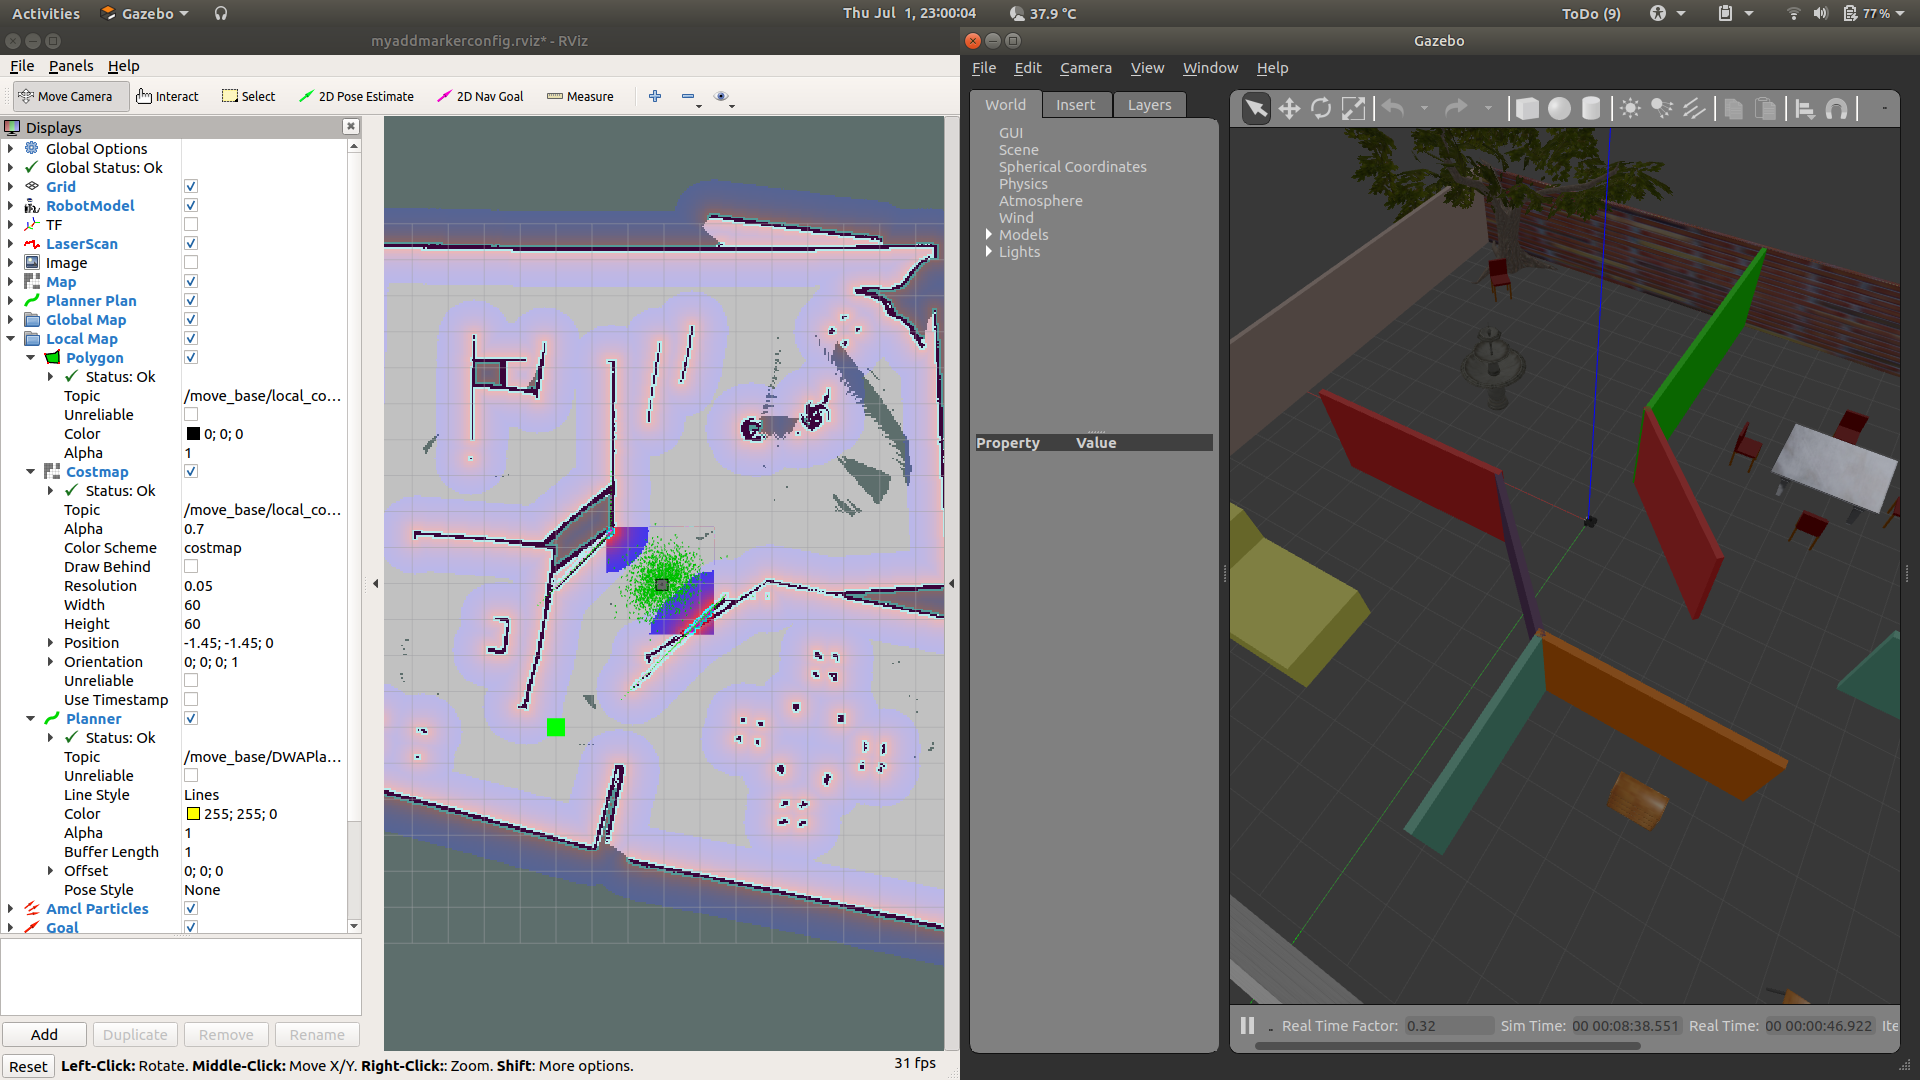 Activities Gazebo Thu Jul 1, 23:00:04 37.9 °C ToDo (9) 77 %
myaddmarkerconfig.rviz* - RViz
File Panels Help
Move Camera Interact Select 2D Pose Estimate 2D Nav Goal Measure
Displays
Global Options
Global Status: Ok
Grid
RobotModel
TF
LaserScan
Image
Map
Planner Plan
Global Map
Local Map
Polygon
Status: Ok
Topic /move_base/local_co...
Unreliable
Color 0; 0; 0
Alpha 1
Costmap
Status: Ok
Topic /move_base/local_co...
Alpha 0.7
Color Scheme costmap
Draw Behind
Resolution 0.05
Width 60
Height 60
Position -1.45; -1.45; 0
Orientation 0; 0; 0; 1
Unreliable
Use Timestamp
Planner
Status: Ok
Topic /move_base/DWAPla...
Unreliable
Line Style Lines
Color 255; 255; 0
Alpha 1
Buffer Length 1
Offset 0; 0; 0
Pose Style None
Amcl Particles
Goal
Add Duplicate Remove Rename
Reset Left-Click: Rotate. Middle-Click: Move X/Y. Right-Click:: Zoom. Shift: More options. 31 fps
Gazebo
File Edit Camera View Window Help
World Insert Layers
GUI
Scene
Spherical Coordinates
Physics
Atmosphere
Wind
Models
Lights
Property Value
Real Time Factor: 0.32 Sim Time: 00 00:08:38.551 Real Time: 00 00:00:46.922 Ite